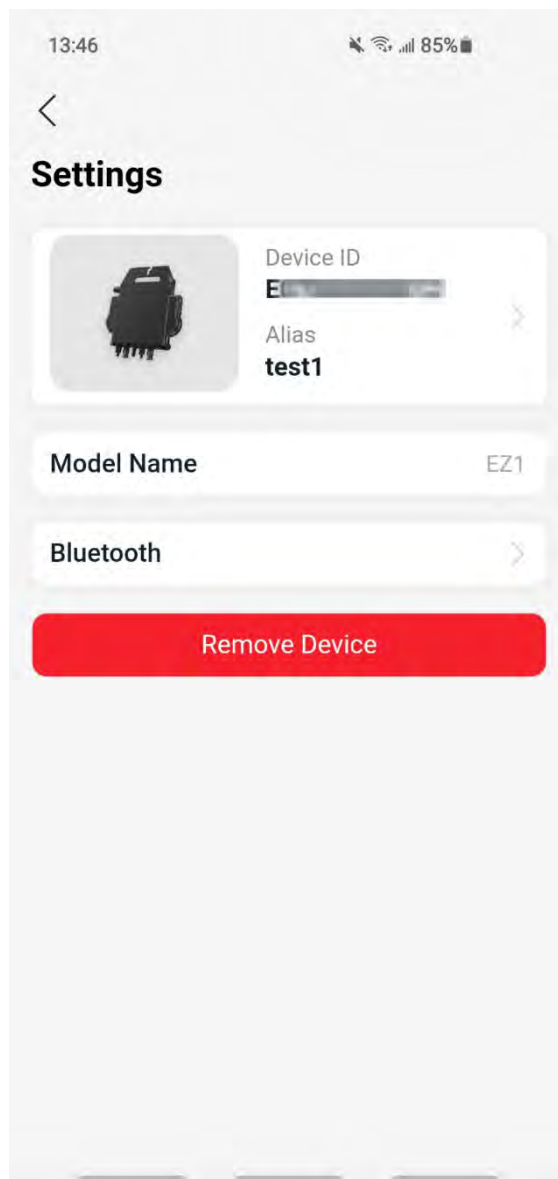 13:46 85%
Settings
Device ID
Alias
test1
Model Name EZ1
Bluetooth
Remove Device